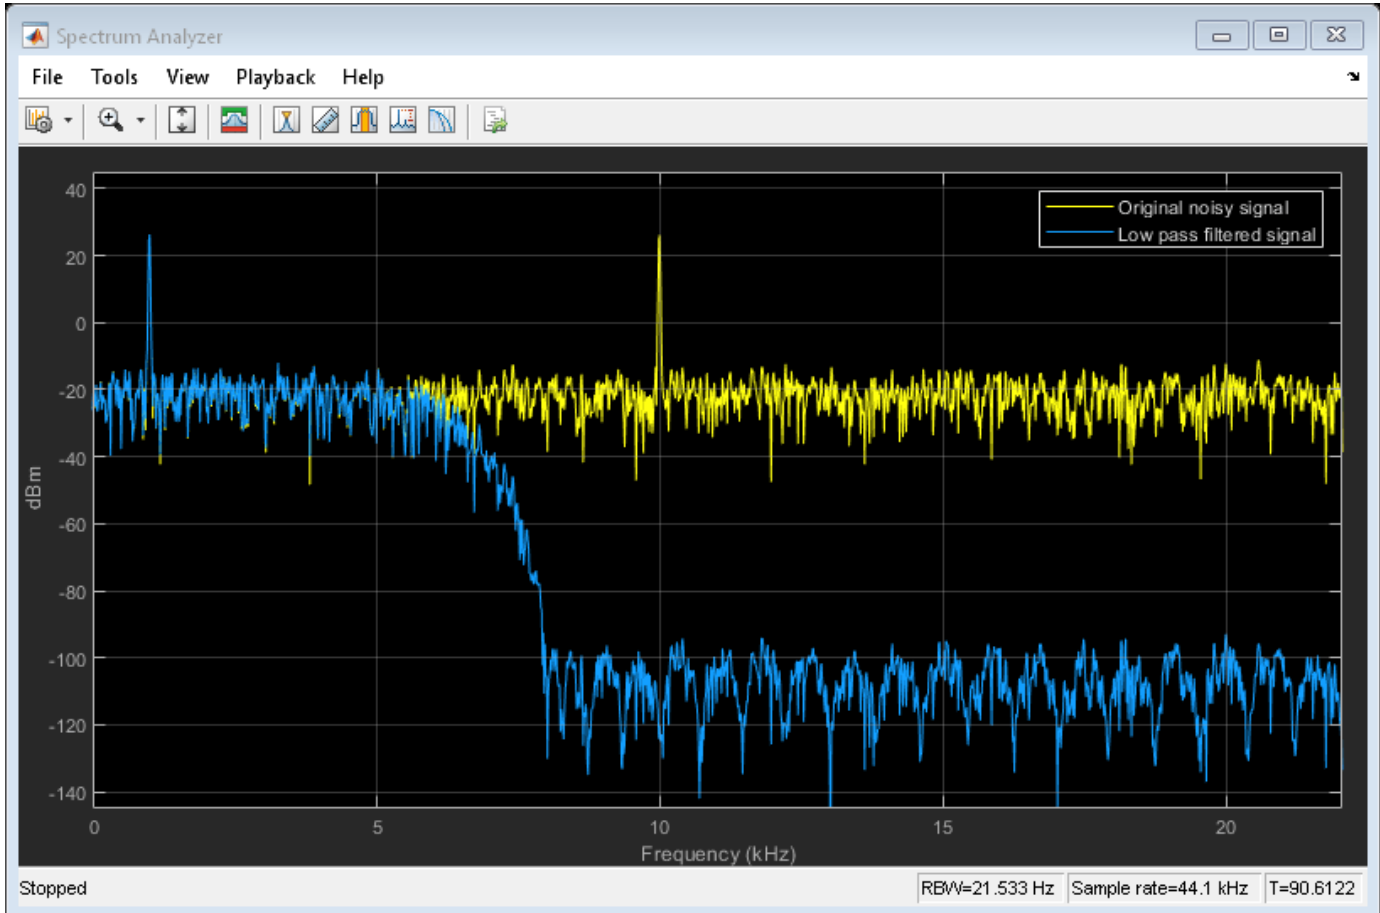 Spectrum Analyzer
File Tools View Playback Help
Original noisy signal
Low pass filtered signal
40
20
0
-20
-40
-60
-80
-100
-120
-140
dBm
0 5 10 15 20
Frequency (kHz)
Stopped RBW=21.533 Hz Sample rate=44.1 kHz T=90.6122